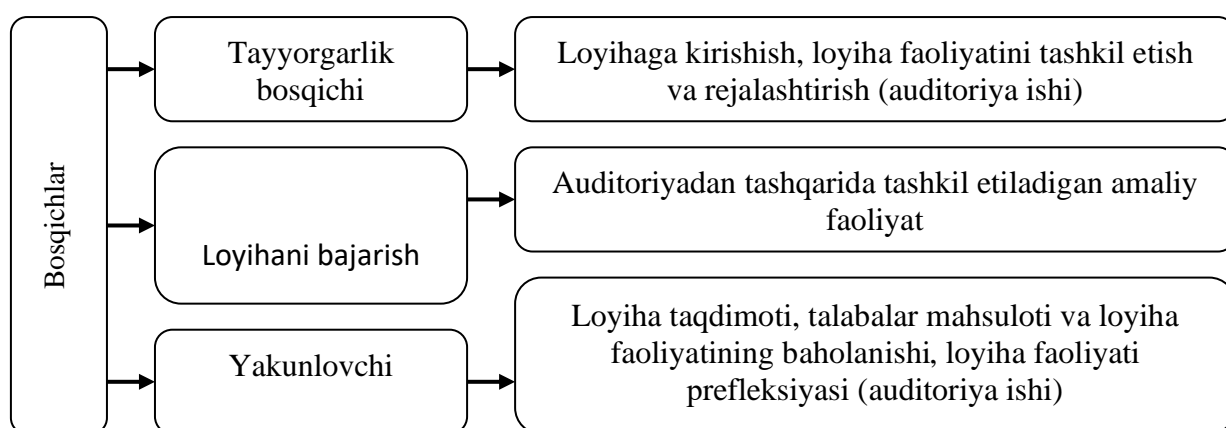 Bosqichlar
Tayyorgarlik
bosqichi
Loyihaga kirishish, loyiha faoliyatini tashkil etish
va rejalashtirish (auditoriya ishi)
Loyihani bajarish
Auditoriyadan tashqarida tashkil etiladigan amaliy
faoliyat
Yakunlovchi
Loyiha taqdimoti, talabalar mahsuloti va loyiha
faoliyatining baholanishi, loyiha faoliyati
prefleksiyasi (auditoriya ishi)